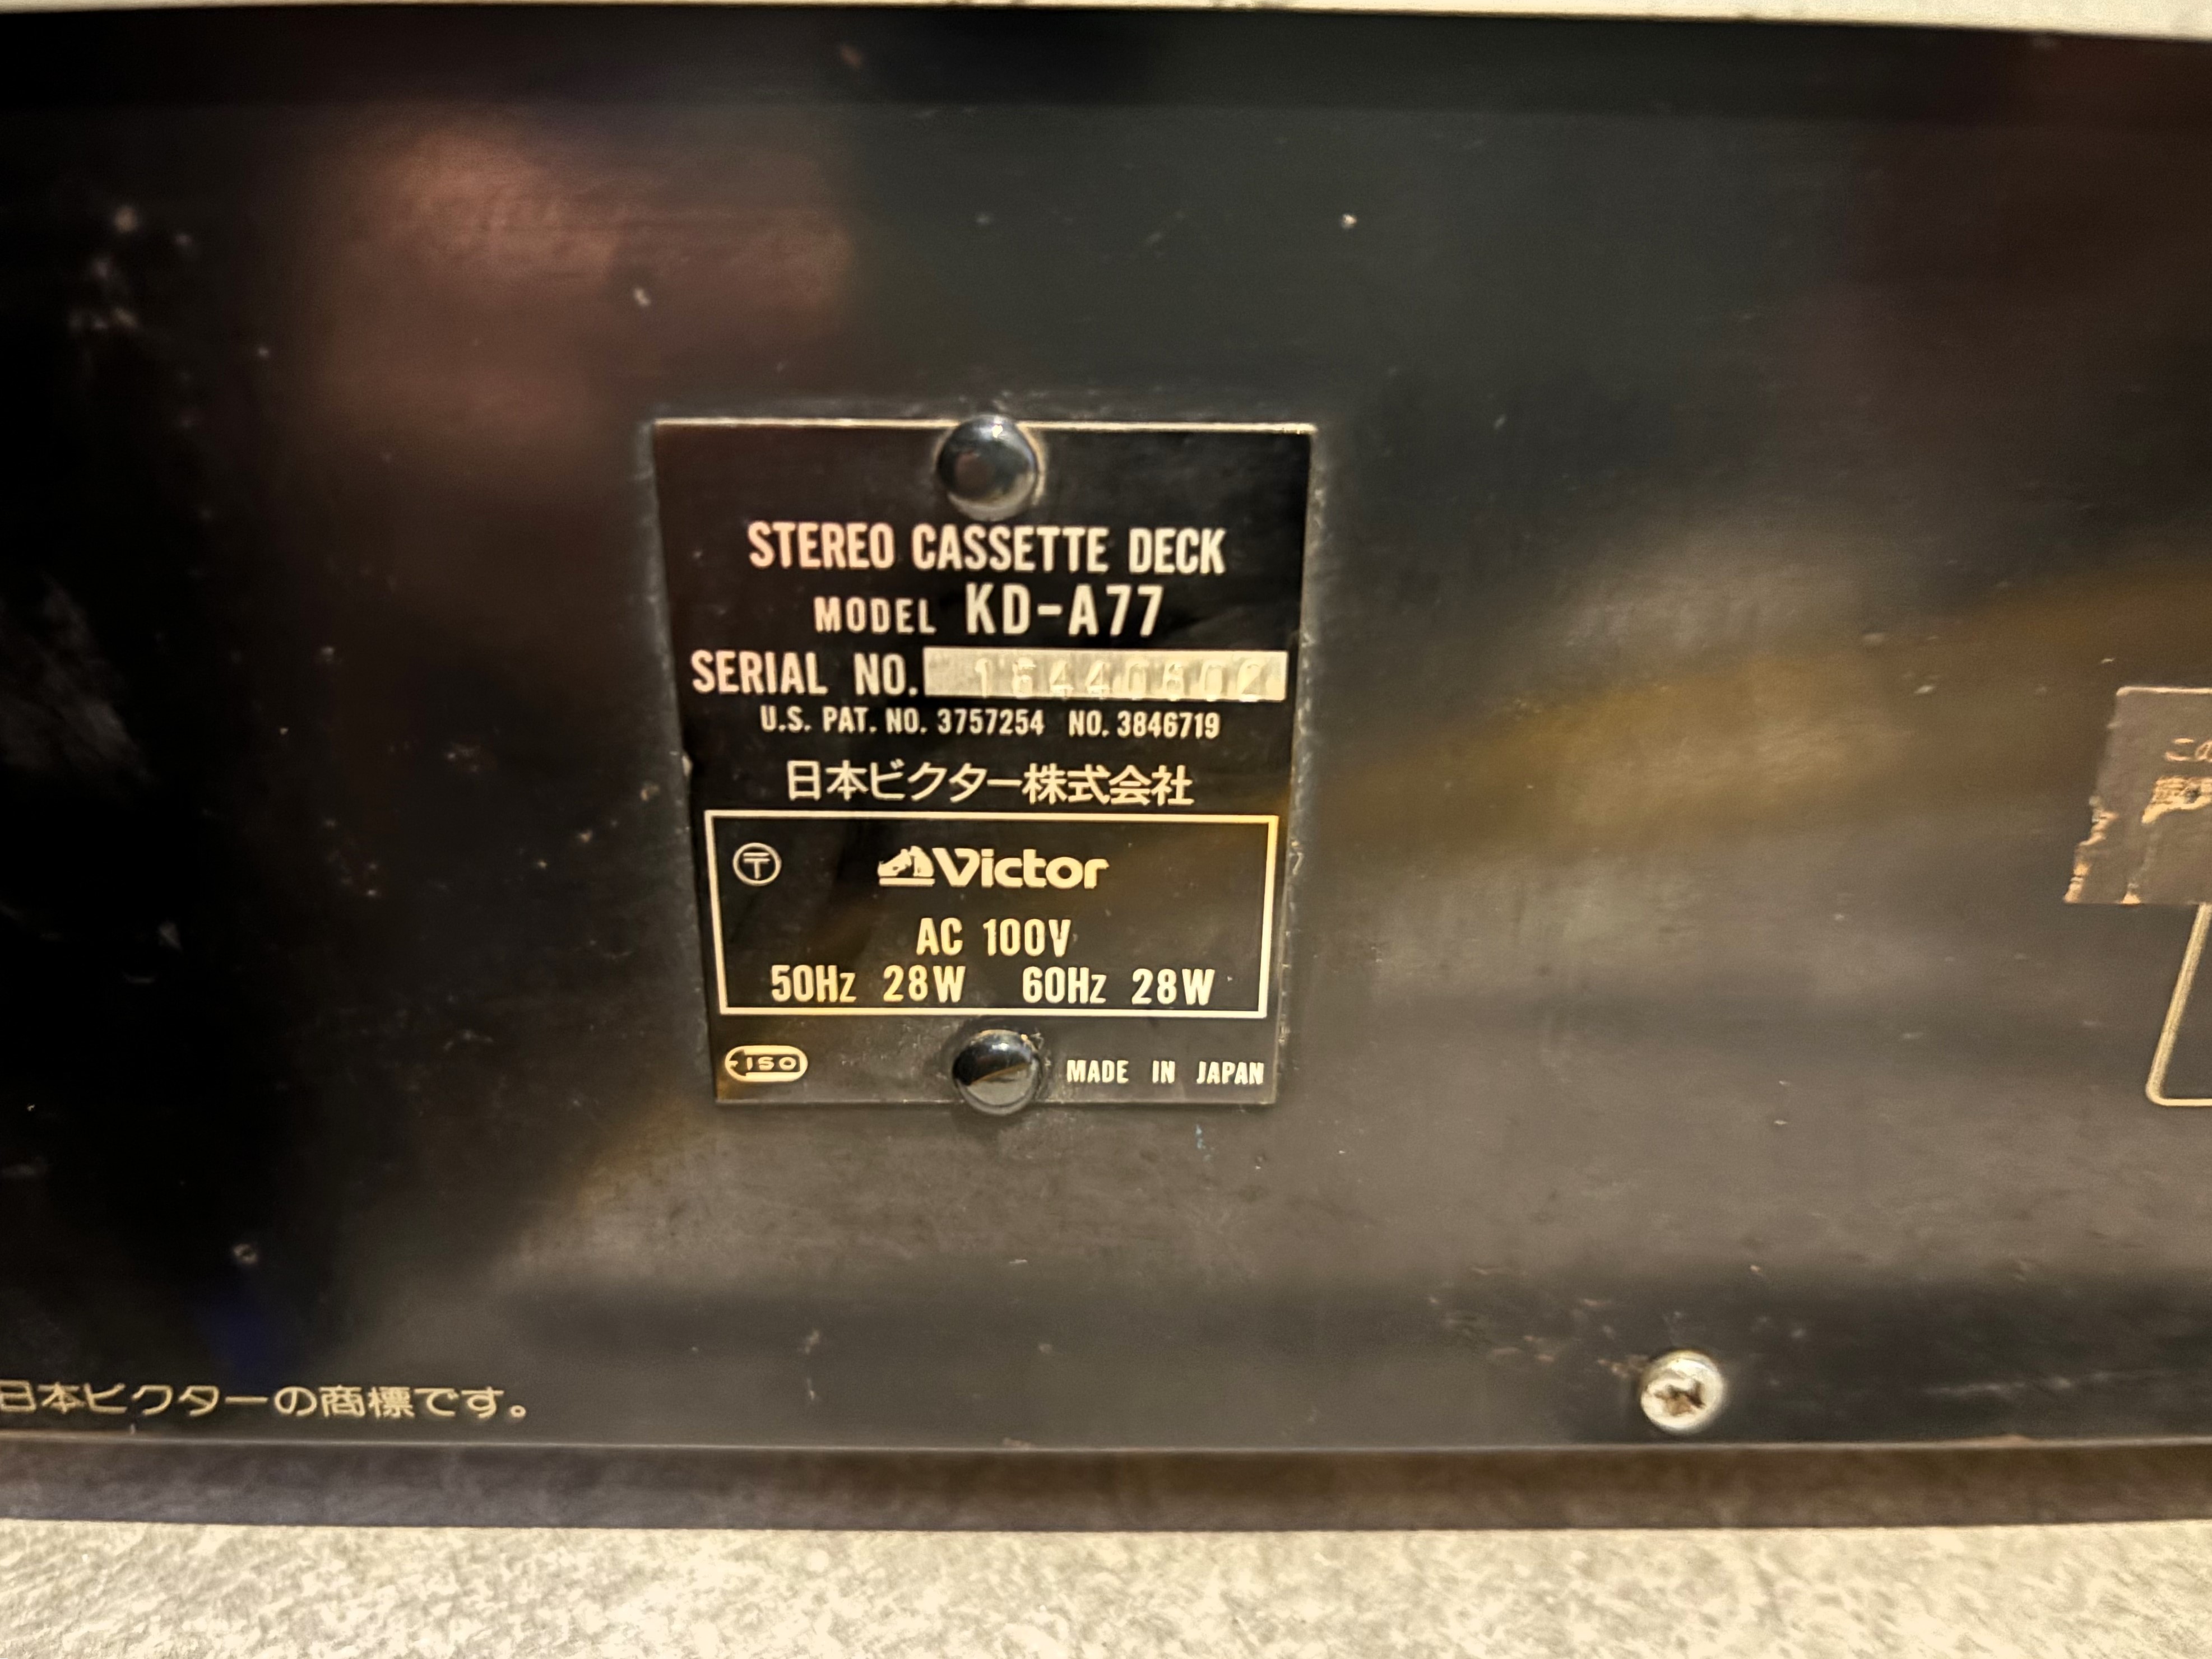 STEREO CASSETTE DECK
MODEL KD-A77
SERIAL NO.
U.S. PAT. NO. 3757254 NO. 3846719
日本ビクター株式会社
〒 Victor
AC 100V
50Hz 28W 60Hz 28W
ISO MADE IN JAPAN
日本ビクターの商標です。